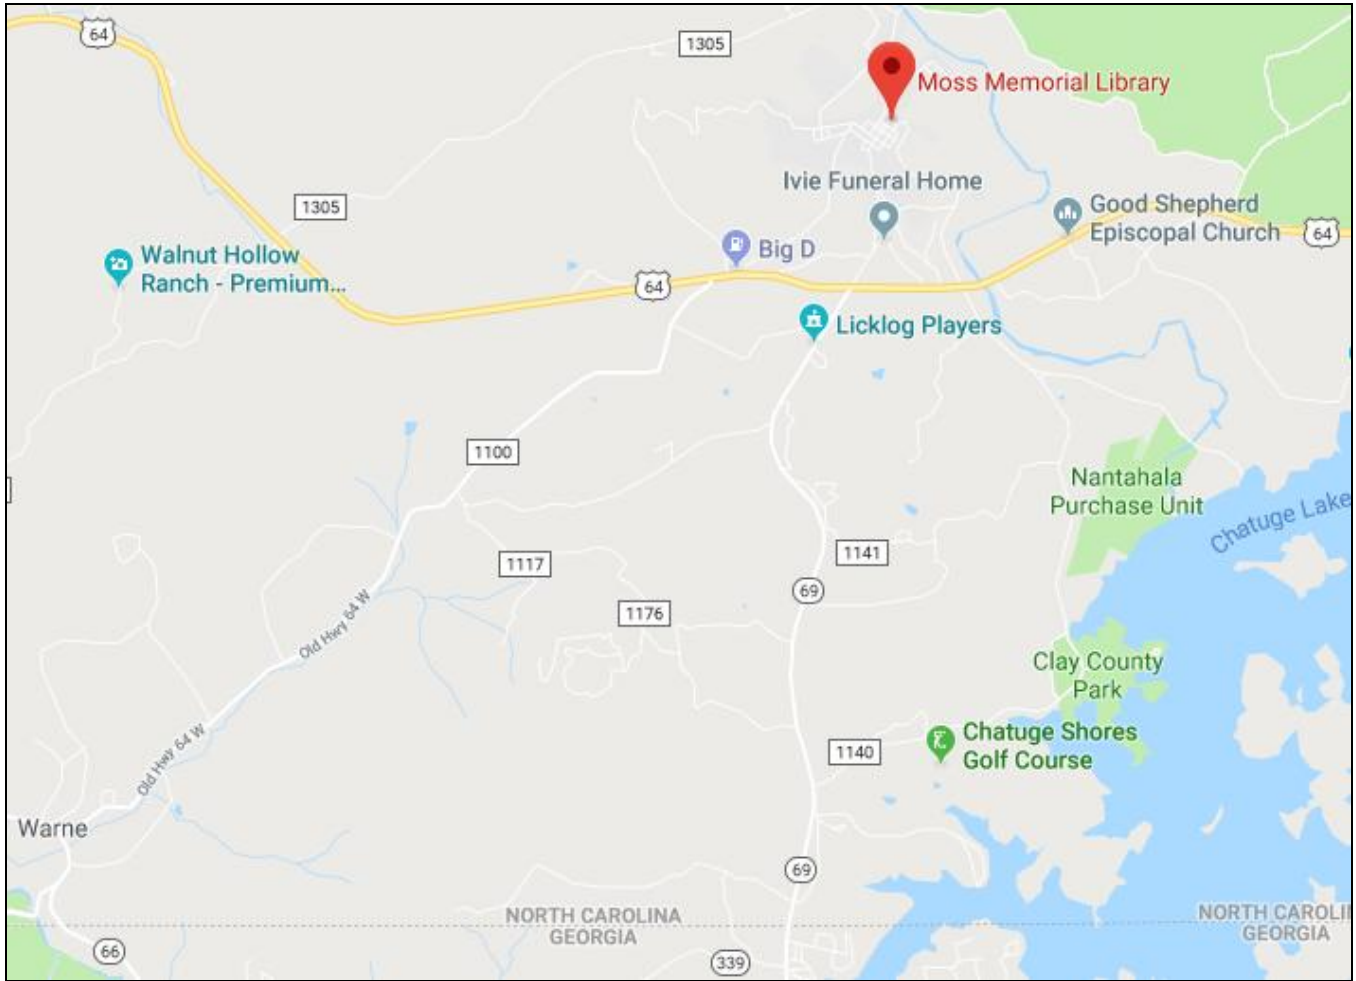 64
1305
Moss Memorial Library
Ivie Funeral Home
1305
Good Shepherd
Episcopal Church
64
Walnut Hollow
Ranch - Premium...
Big D
64
Licklog Players
1100
Nantahala
Purchase Unit
Chatuge Lake
1117
1141
69
1176
Old Hwy 64 W
Clay County
Park
Old Hwy 64 W
1140
Chatuge Shores
Golf Course
Warne
69
NORTH CAROLINA
GEORGIA
NORTH CAROLI
GEORGIA
66
339